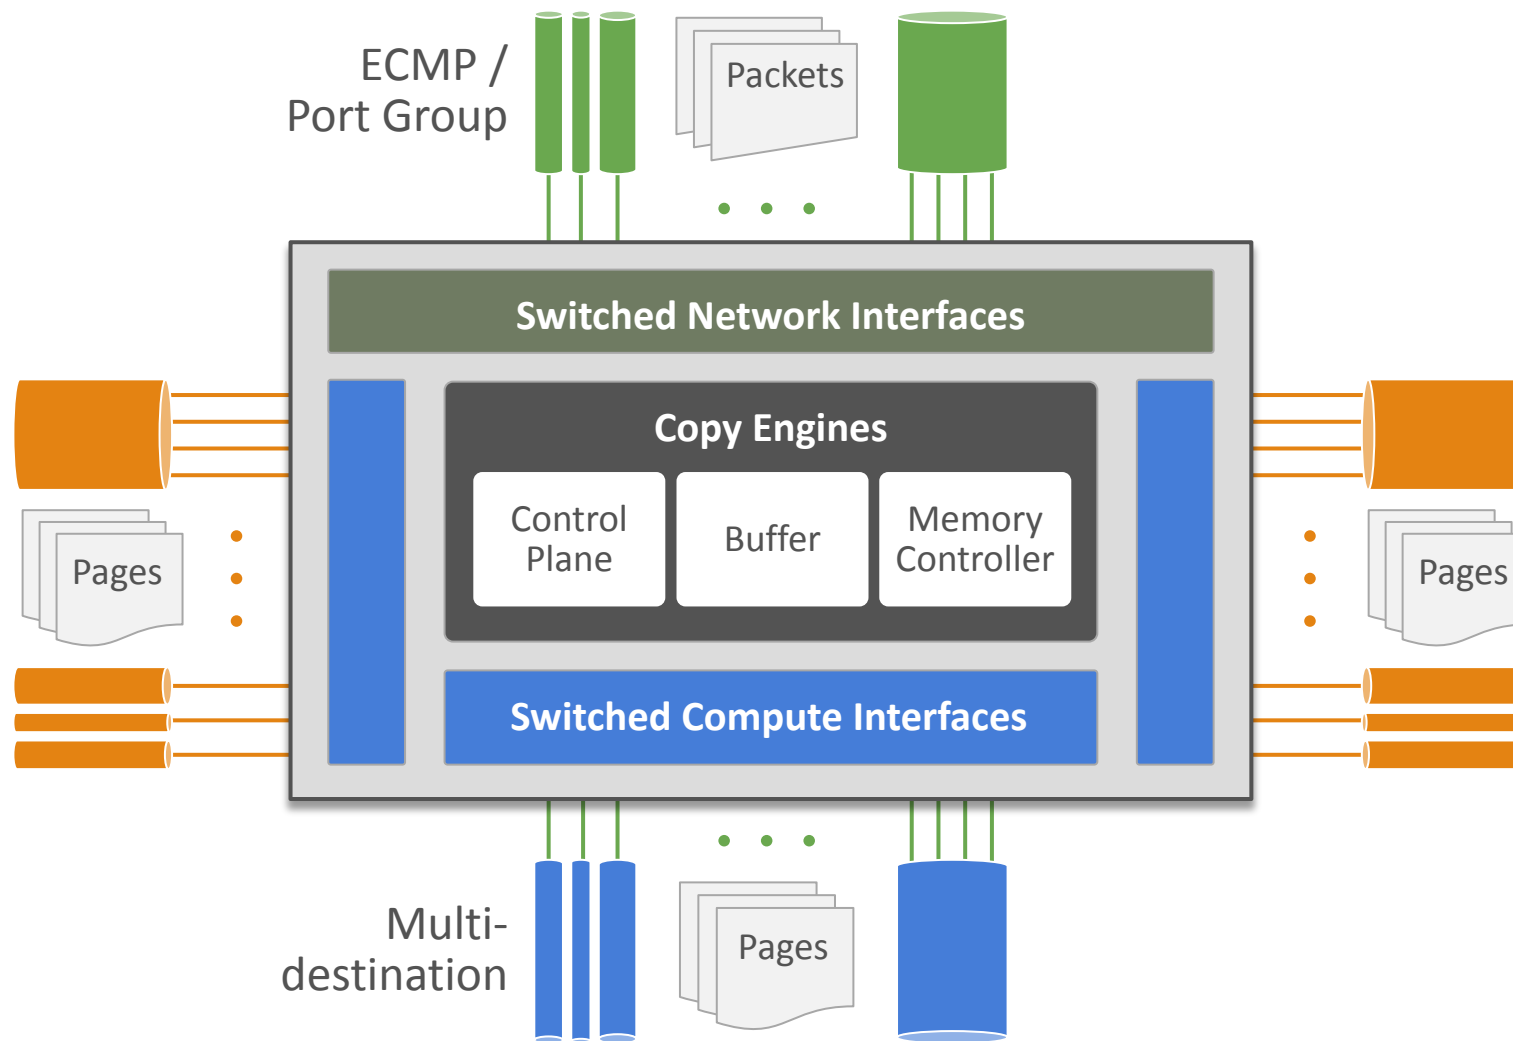 ECMP /
Port Group
Packets
Switched Network Interfaces
Copy Engines
Control
Plane
Buffer
Memory
Controller
Pages
Pages
Switched Compute Interfaces
Multi-
destination
Pages